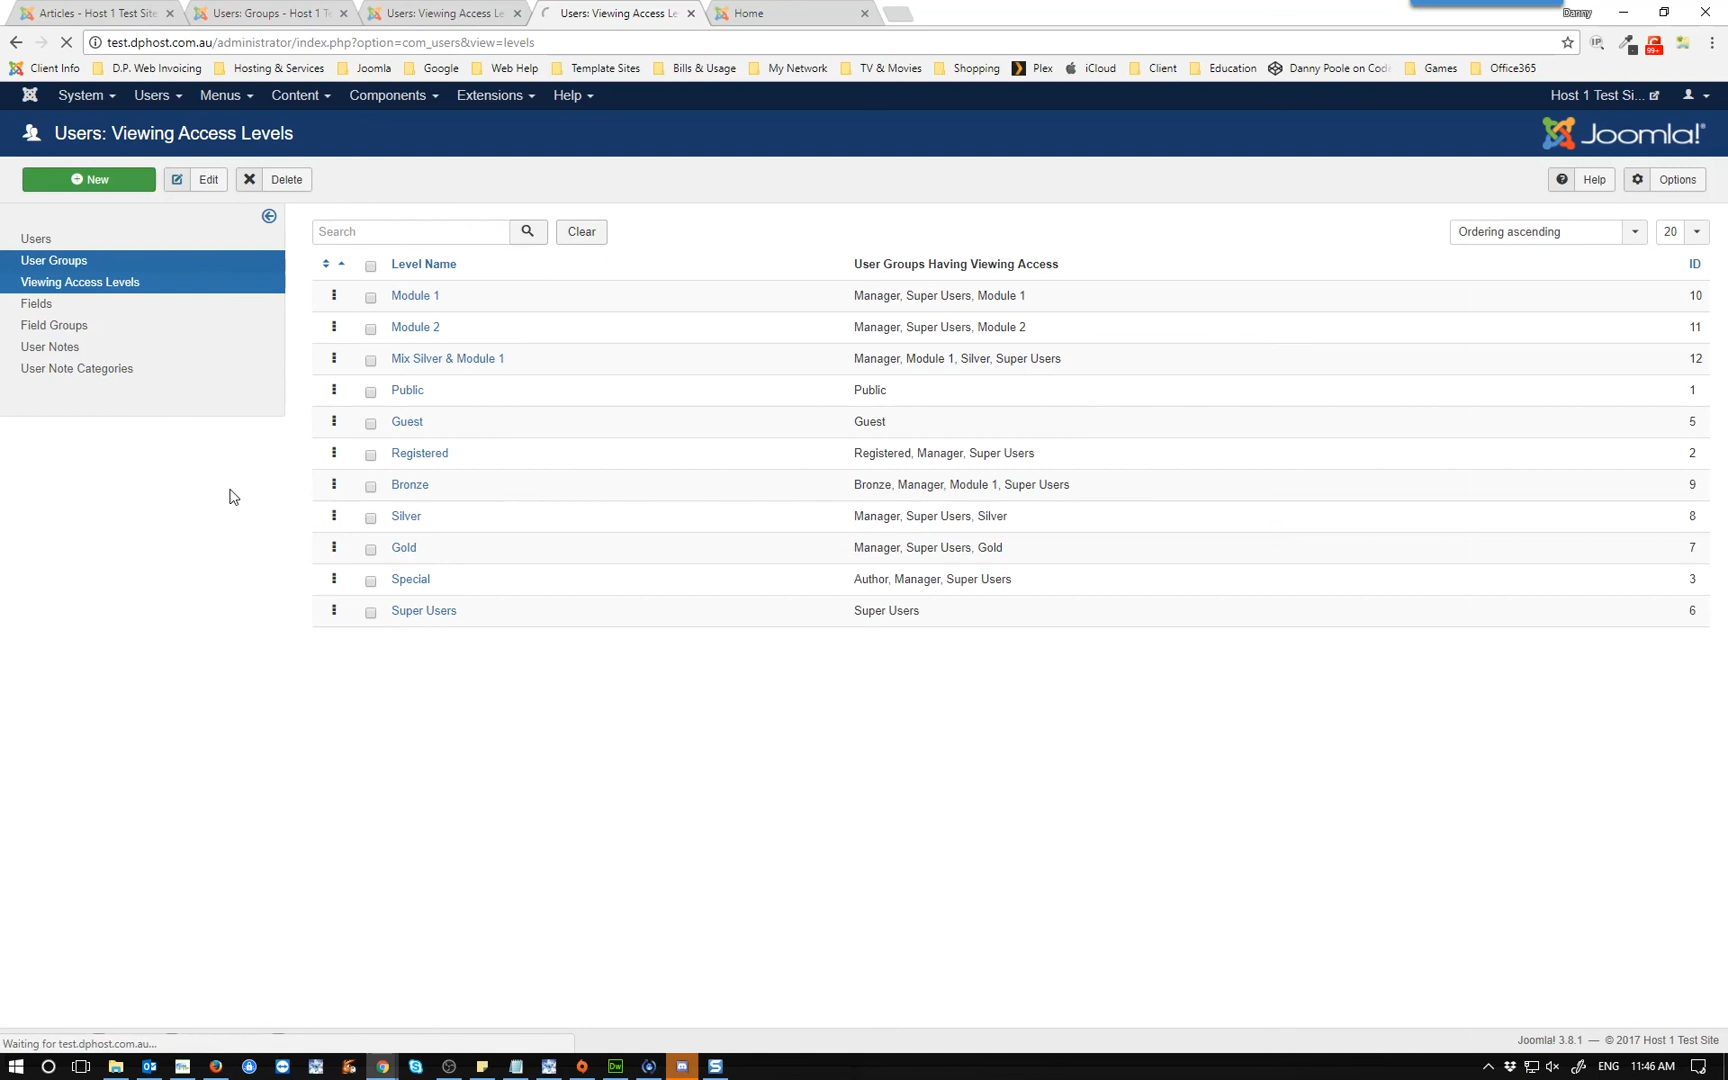 Articles - Host 1 Test Site
Users: Groups - Host 1 T
Users: Viewing Access Le
Users: Viewing Access Le
Home
Danny
test.dphost.com.au/administrator/index.php?option=com_users&view=levels
99+
Client Info
D.P. Web Invoicing
Hosting & Services
Joomla
Google
Web Help
Template Sites
Bills & Usage
My Network
TV & Movies
Shopping
Plex
iCloud
Client
Education
Danny Poole on Cod
Games
Office365
System
Users
Menus
Content
Components
Extensions
Help
Host 1 Test Si...
Users: Viewing Access Levels
Joomla!
New
Edit
Delete
Help
Options
Users
User Groups
Viewing Access Levels
Fields
Field Groups
User Notes
User Note Categories
Search
Clear
Ordering ascending
20
Level Name User Groups Having Viewing Access ID
Module 1 Manager, Super Users, Module 1 10
Module 2 Manager, Super Users, Module 2 11
Mix Silver & Module 1 Manager, Module 1, Silver, Super Users 12
Public Public 1
Guest Guest 5
Registered Registered, Manager, Super Users 2
Bronze Bronze, Manager, Module 1, Super Users 9
Silver Manager, Super Users, Silver 8
Gold Manager, Super Users, Gold 7
Special Author, Manager, Super Users 3
Super Users Super Users 6
Waiting for test.dphost.com.au...
Joomla! 3.8.1 — © 2017 Host 1 Test Site
Dw
S
ENG
11:46 AM